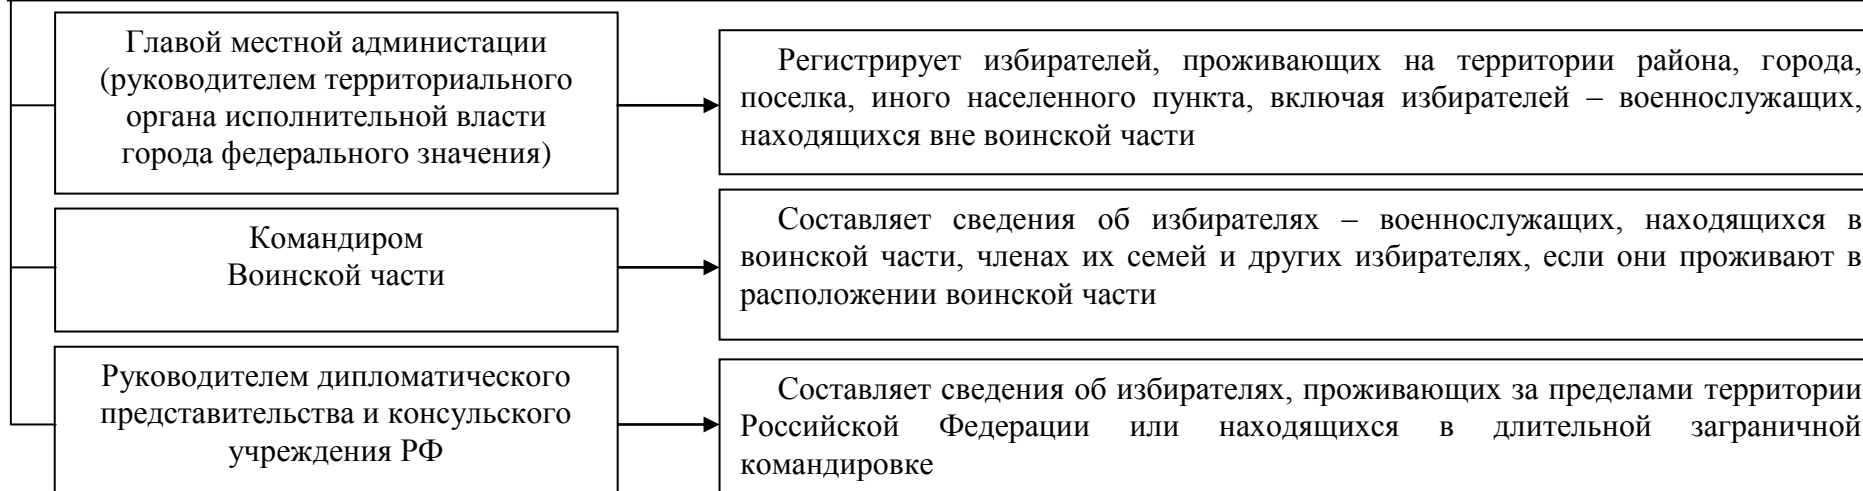 Главой местной администации
(руководителем территориального
органа исполнительной власти
города федерального значения)
Регистрирует избирателей, проживающих на территории района, города,
поселка, иного населенного пункта, включая избирателей – военнослужащих,
находящихся вне воинской части
Командиром
Воинской части
Составляет сведения об избирателях – военнослужащих, находящихся в
воинской части, членах их семей и других избирателях, если они проживают в
расположении воинской части
Руководителем дипломатического
представительства и консульского
учреждения РФ
Составляет сведения об избирателях, проживающих за пределами территории
Российской Федерации или находящихся в длительной заграничной
командировке